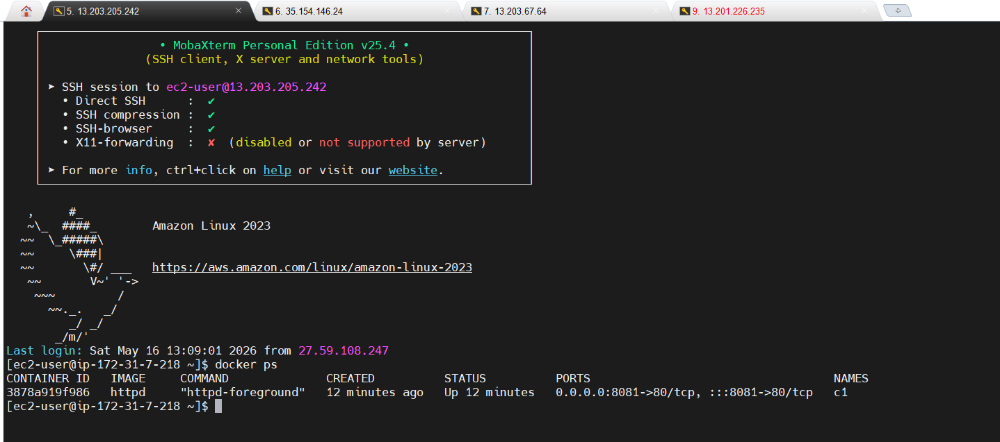 5. 13.203.205.242
6. 35.154.146.24
7. 13.203.67.64
9. 13.201.226.235
• MobaXterm Personal Edition v25.4 •
(SSH client, X server and network tools)
➤ SSH session to ec2-user@13.203.205.242
• Direct SSH : ✔
• SSH compression : ✔
• SSH-browser : ✔
• X11-forwarding : ✘ (disabled or not supported by server)
➤ For more info, ctrl+click on help or visit our website.
   ,     #_
   ~\_  ####_        Amazon Linux 2023
  ~~  \_#####\
  ~~     \###|
  ~~       \#/ ___   https://aws.amazon.com/linux/amazon-linux-2023
   ~~       V~' '->
    ~~~         /
      ~~._.   _/
         _/ _/
       _/m/'
Last login: Sat May 16 13:09:01 2026 from 27.59.108.247
[ec2-user@ip-172-31-7-218 ~]$ docker ps
CONTAINER ID   IMAGE     COMMAND              CREATED          STATUS          PORTS                                   NAMES
3878a919f986   httpd     "httpd-foreground"   12 minutes ago   Up 12 minutes   0.0.0.0:8081->80/tcp, :::8081->80/tcp   c1
[ec2-user@ip-172-31-7-218 ~]$